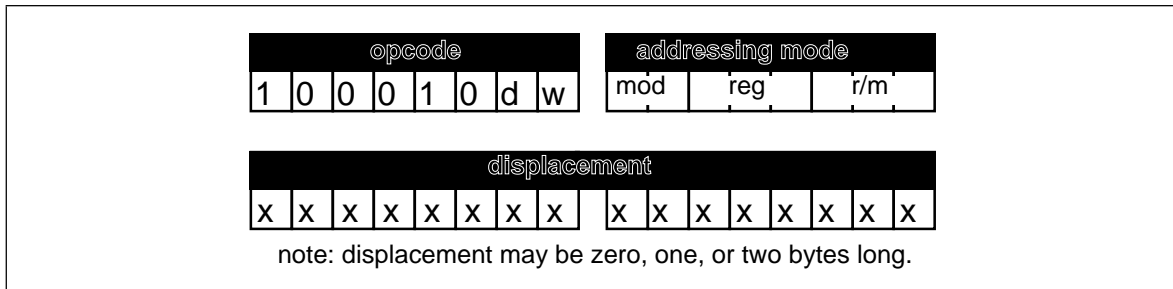 opcode addressing mode
1 0 0 0 1 0 d w mod reg r/m
displacement
x x x x x x x x x x x x x x x x
note: displacement may be zero, one, or two bytes long.